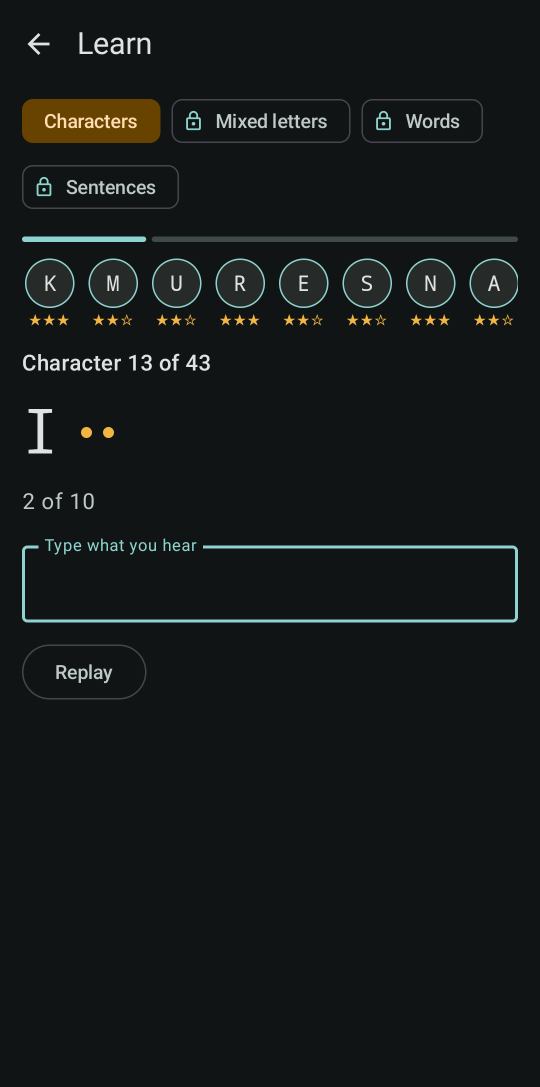 Learn
Characters
Mixed letters
Words
Sentences
K M U R E S N A
★★★ ★★☆ ★★☆ ★★★ ★★☆ ★★☆ ★★★ ★★☆
Character 13 of 43
I ••
2 of 10
Type what you hear
Replay